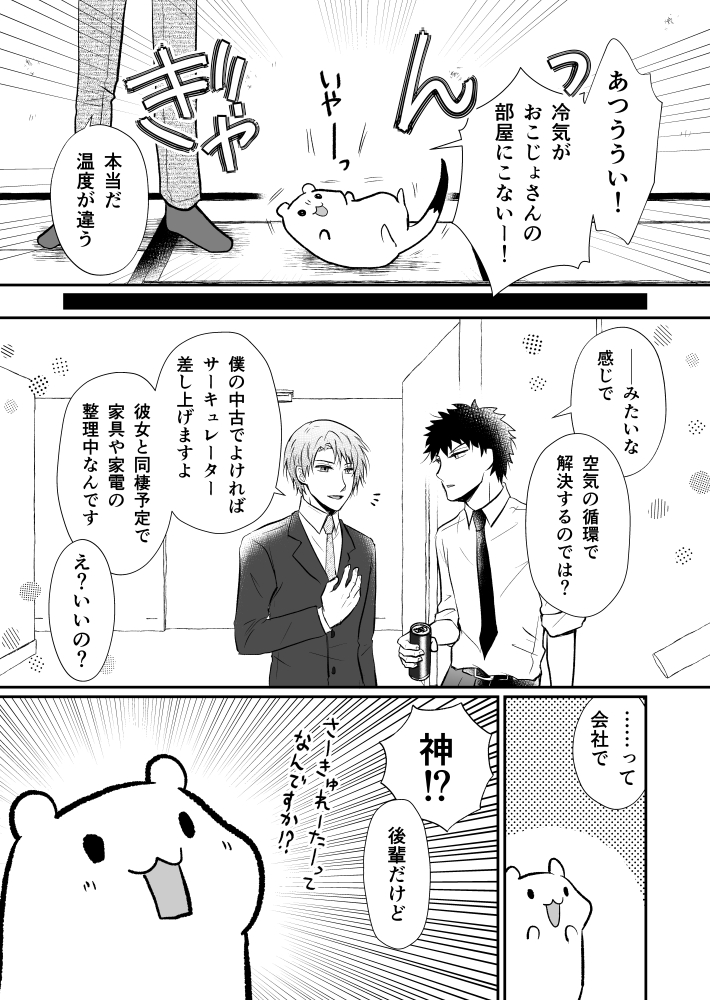 あつううい！
冷気が
おこじょさんの
部屋にこないー！
いやーっ
ぎゃん
っ
本当だ
温度が違う
――みたいな
感じで
空気の循環で
解決するのでは？
僕の中古でよければ
サーキュレーター
差し上げますよ
彼女と同棲予定で
家具や家電の
整理中なんです
え？いいの？
……って
会社で
神⁉
後輩だけど
さーきゅれーたーって
なんですか⁉